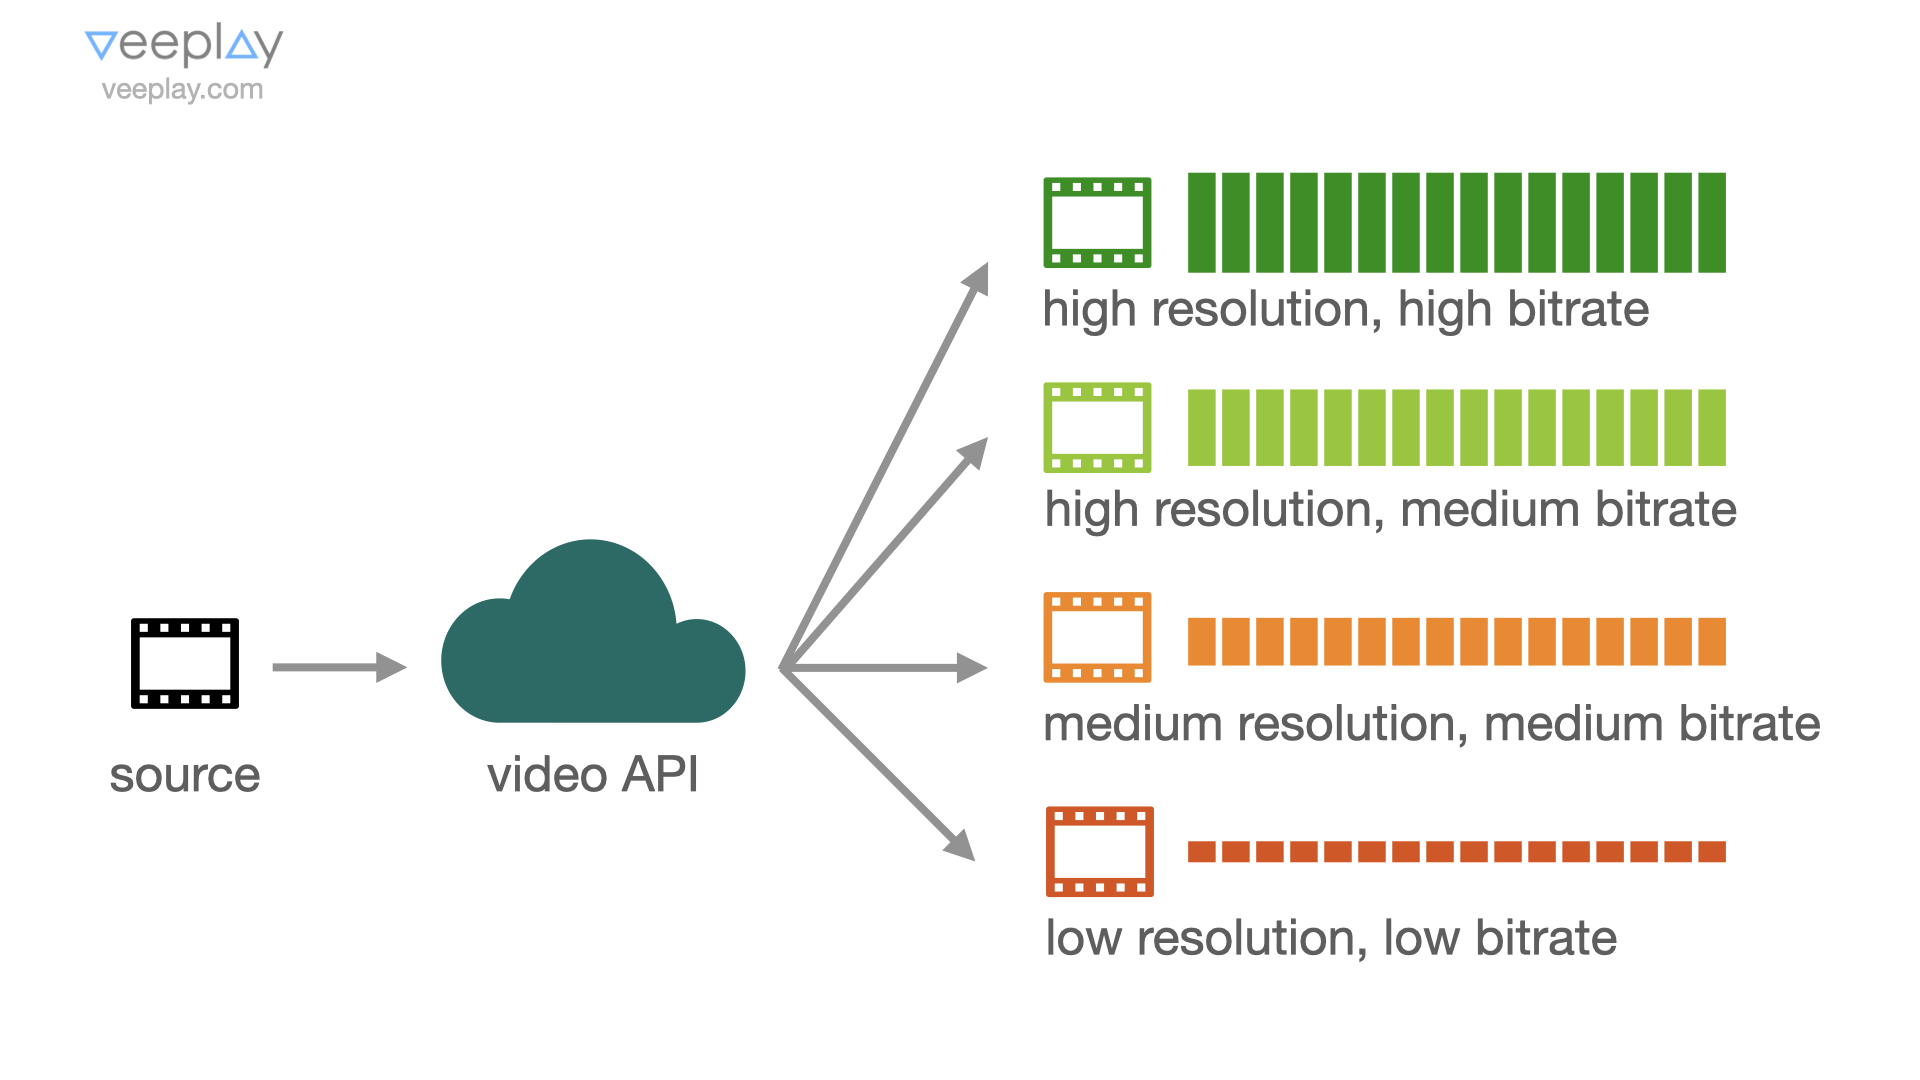 veeplay
veeplay.com
high resolution, high bitrate
high resolution, medium bitrate
medium resolution, medium bitrate
source
video API
low resolution, low bitrate